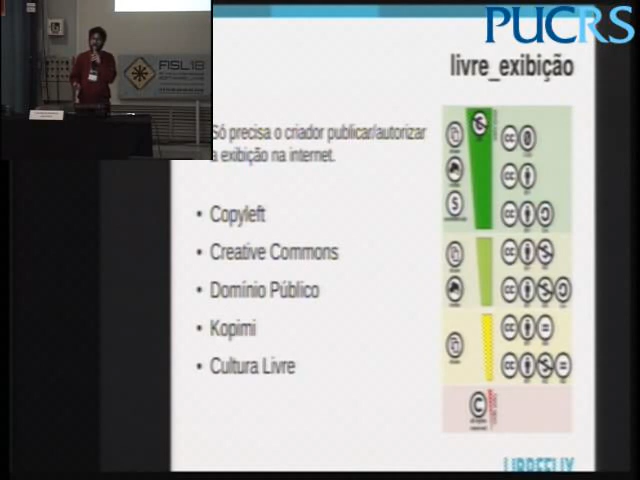 PUCRS
FISL18
livre_exibição
Só precisa o criador publicar/autorizar
a exibição na internet.
• Copyleft
• Creative Commons
• Domínio Público
• Kopimi
• Cultura Livre